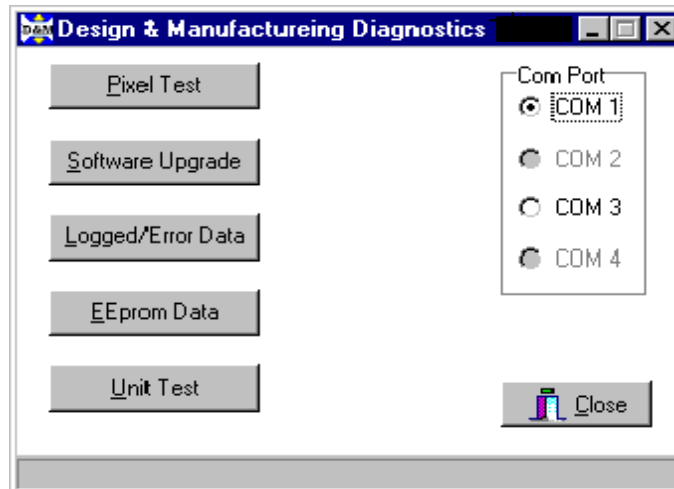 D&M Design & Manufactureing Diagnostics
Pixel Test
Software Upgrade
Logged/Error Data
EEprom Data
Unit Test
Com Port
COM 1
COM 2
COM 3
COM 4
Close